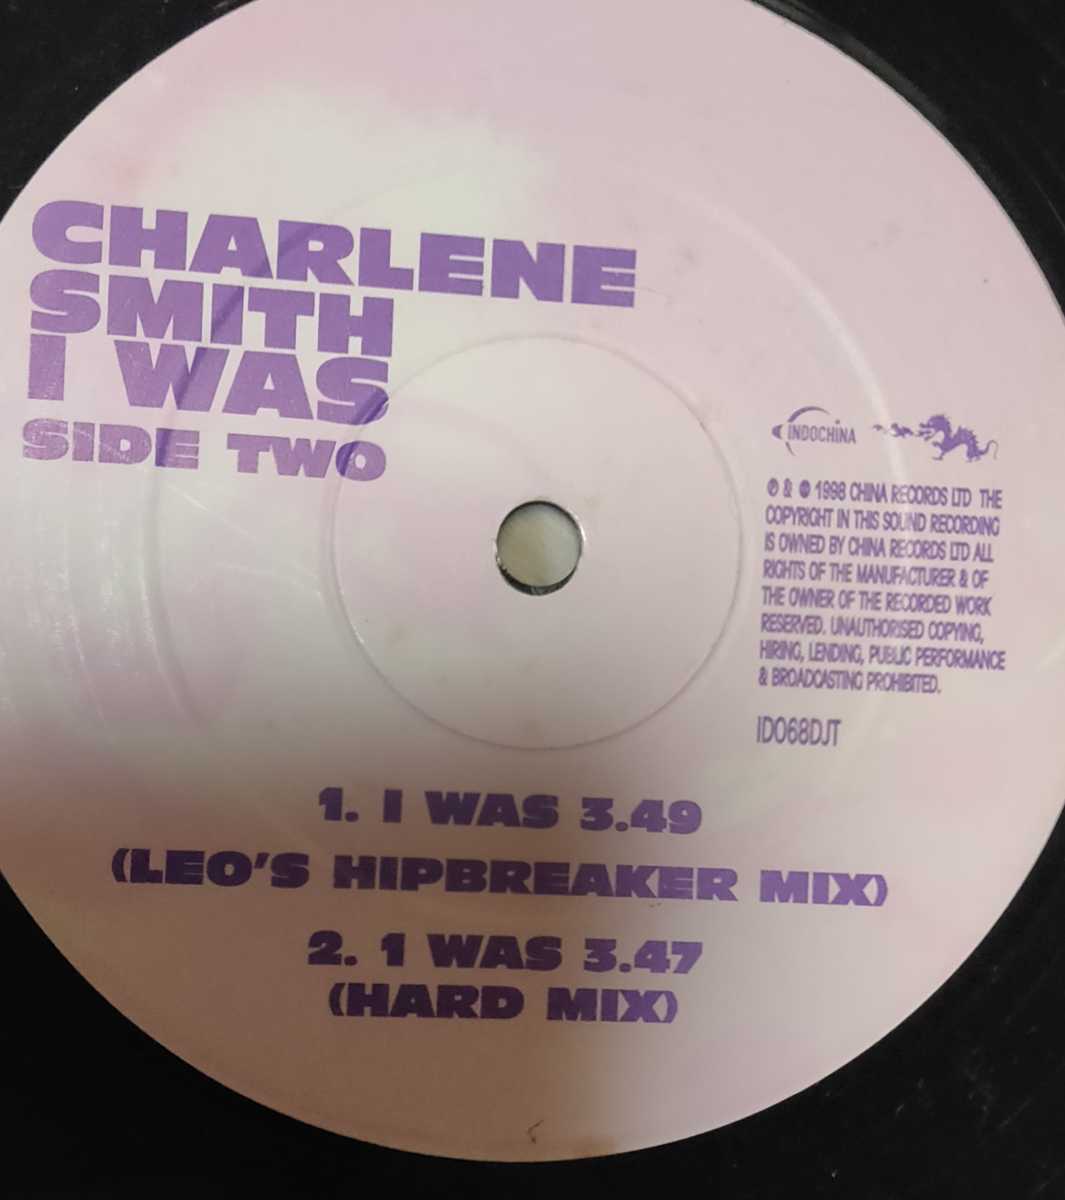 CHARLENE
SMITH
I WAS
SIDE TWO
INDOCHINA
℗ & © 1998 CHINA RECORDS LTD THE
COPYRIGHT IN THIS SOUND RECORDING
IS OWNED BY CHINA RECORDS LTD ALL
RIGHTS OF THE MANUFACTURER & OF
THE OWNER OF THE RECORDED WORK
RESERVED. UNAUTHORISED COPYING,
HIRING, LENDING, PUBLIC PERFORMANCE
& BROADCASTING PROHIBITED.
IDO68DJT
1. I WAS 3.49
(LEO'S HIPBREAKER MIX)
2. 1 WAS 3.47
(HARD MIX)